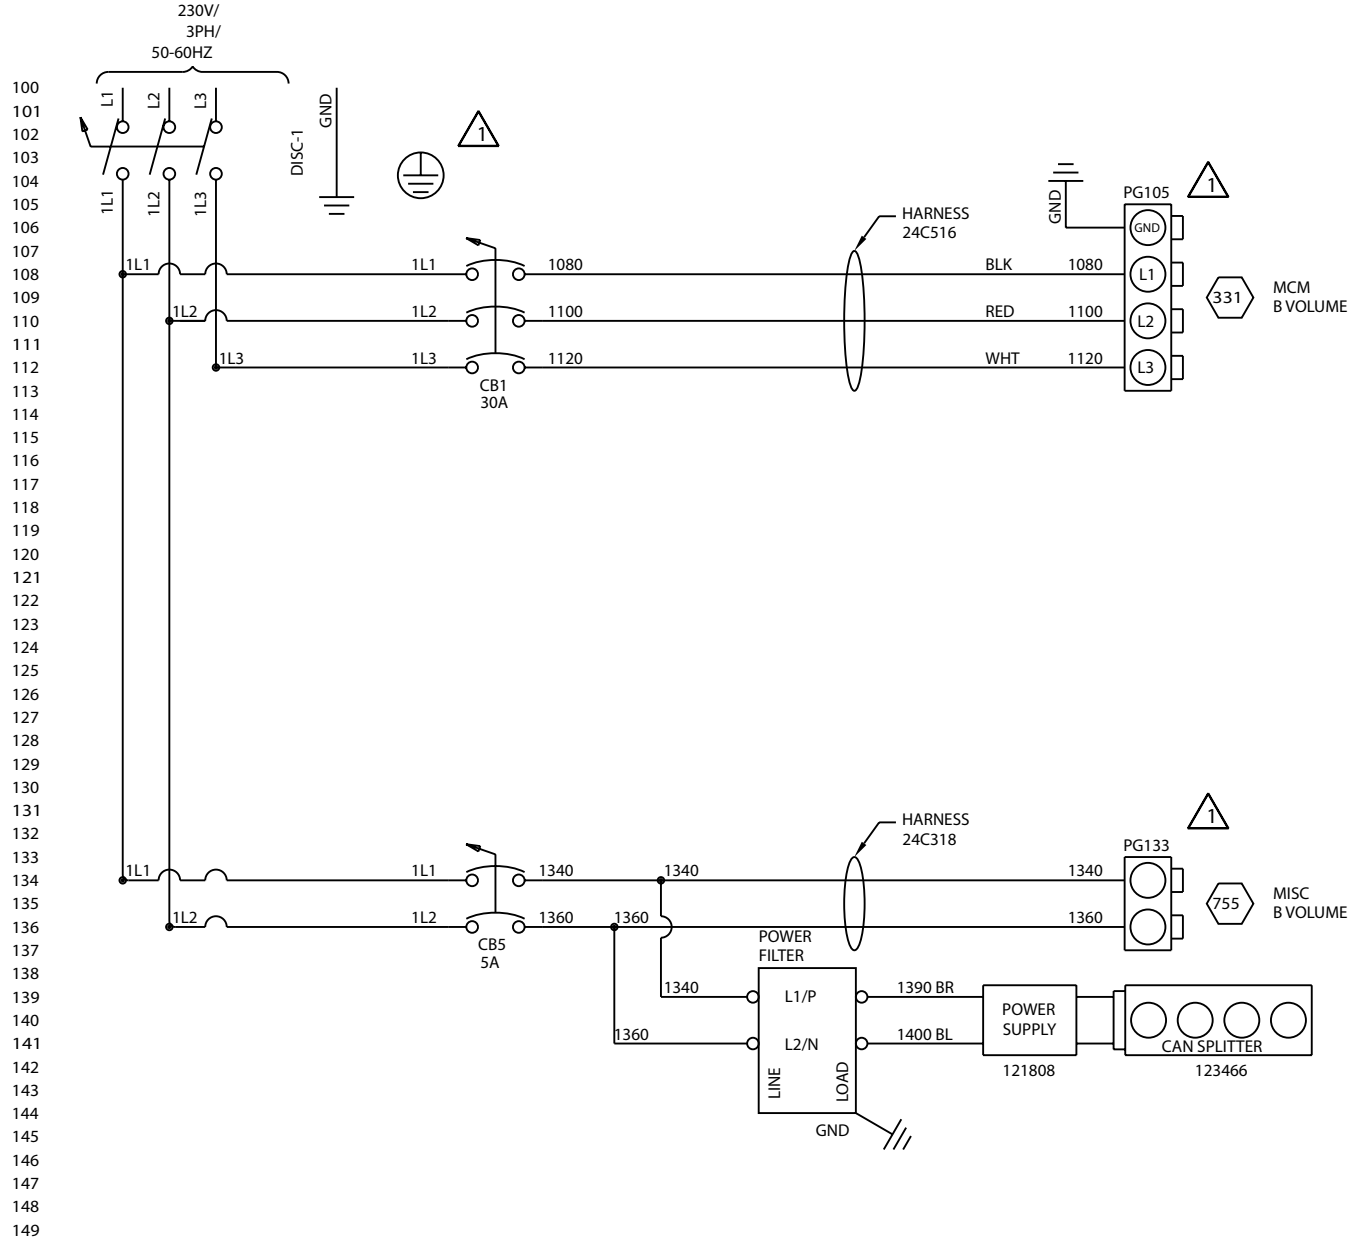 230V/
3PH/
50-60HZ
100
101
102
103
104
105
106
107
108
109
110
111
112
113
114
115
116
117
118
119
120
121
122
123
124
125
126
127
128
129
130
131
132
133
134
135
136
137
138
139
140
141
142
143
144
145
146
147
148
149
L1
L2
L3
DISC-1
GND
1L1
1L2
1L3
1
HARNESS
24C516
GND
PG105
1
GND
1L1
1L1
1080
BLK
1080
L1
331
MCM
B VOLUME
1L2
1L2
1100
RED
1100
L2
1L3
1L3
1120
WHT
1120
L3
CB1
30A
HARNESS
24C318
1
PG133
1L1
1L1
1340
1340
1340
755
MISC
B VOLUME
1L2
1L2
1360
1360
1360
CB5
5A
POWER
FILTER
1340
L1/P
1390 BR
POWER
SUPPLY
1360
L2/N
1400 BL
CAN SPLITTER
121808
123466
LINE
LOAD
GND